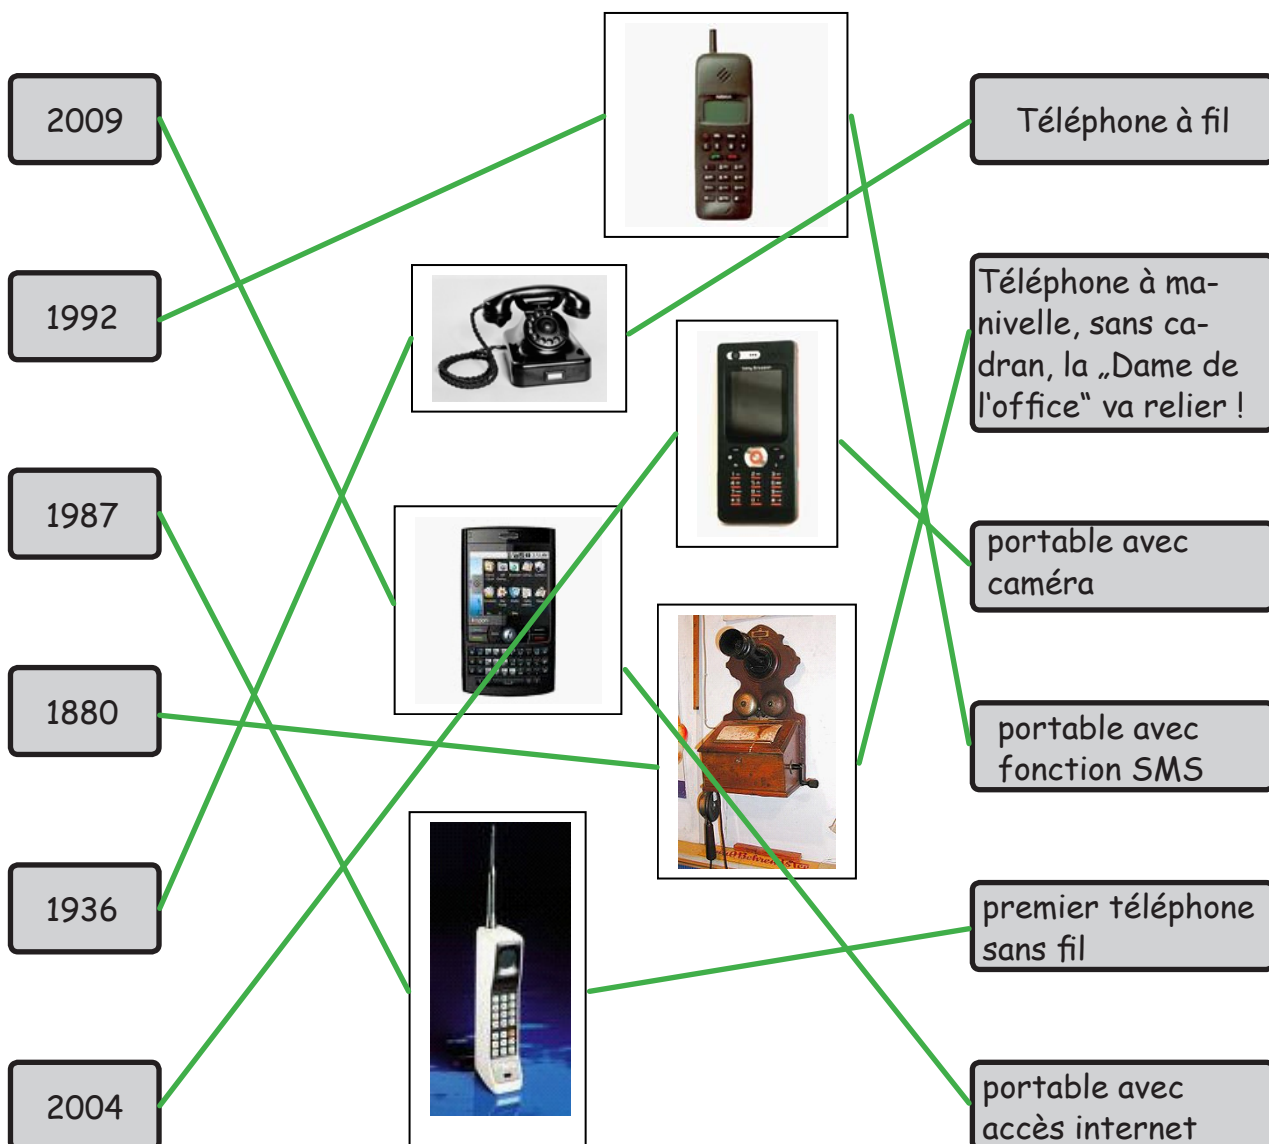 2009
1992
1987
1880
1936
2004
Téléphone à fil
Téléphone à ma-
nivelle, sans ca-
dran, la „Dame de
l'office“ va relier !
portable avec
caméra
portable avec
fonction SMS
premier téléphone
sans fil
portable avec
accès internet